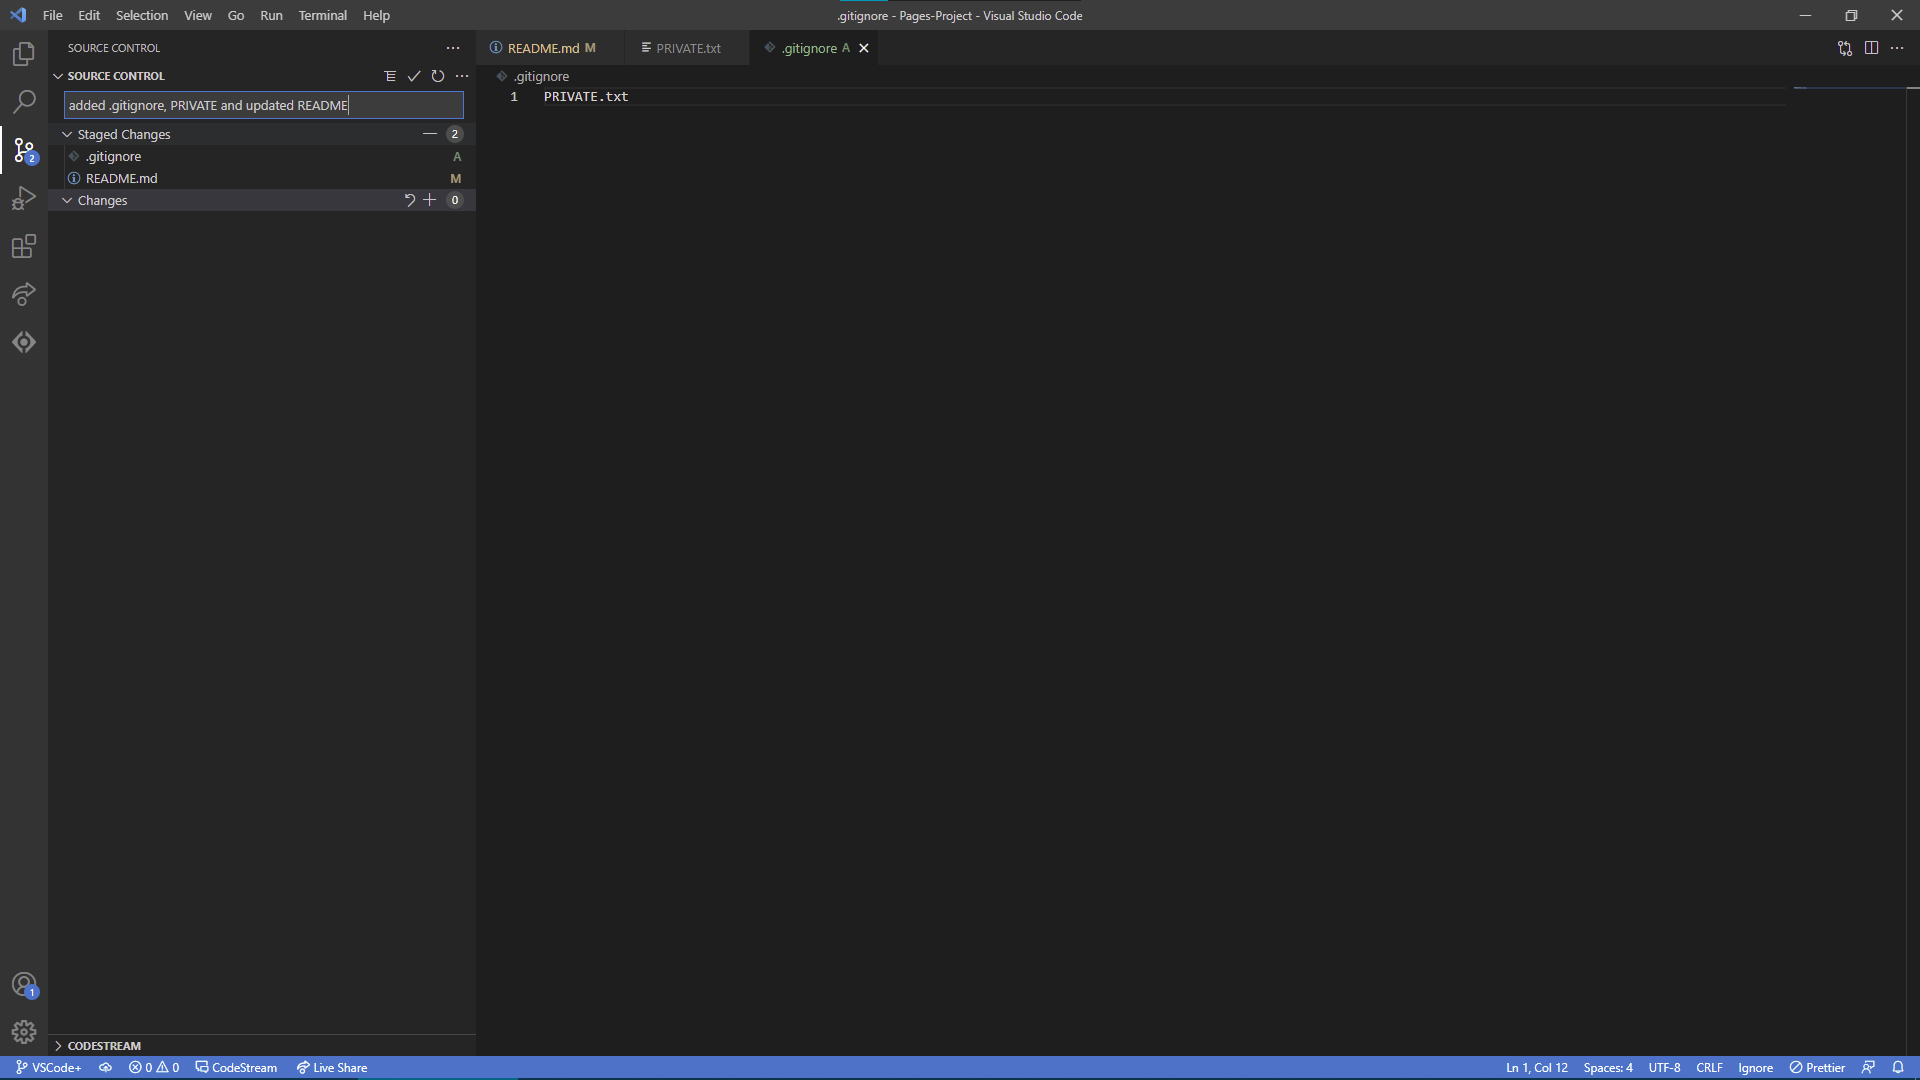 File Edit Selection View Go Run Terminal Help
.gitignore - Pages-Project - Visual Studio Code
SOURCE CONTROL
SOURCE CONTROL
added .gitignore, PRIVATE and updated README
Staged Changes 2
.gitignore A
README.md M
Changes 0
2
1
CODESTREAM
README.md M
PRIVATE.txt
.gitignore A
.gitignore
1 PRIVATE.txt
VSCode+ 0 0 CodeStream Live Share
Ln 1, Col 12 Spaces: 4 UTF-8 CRLF Ignore Prettier